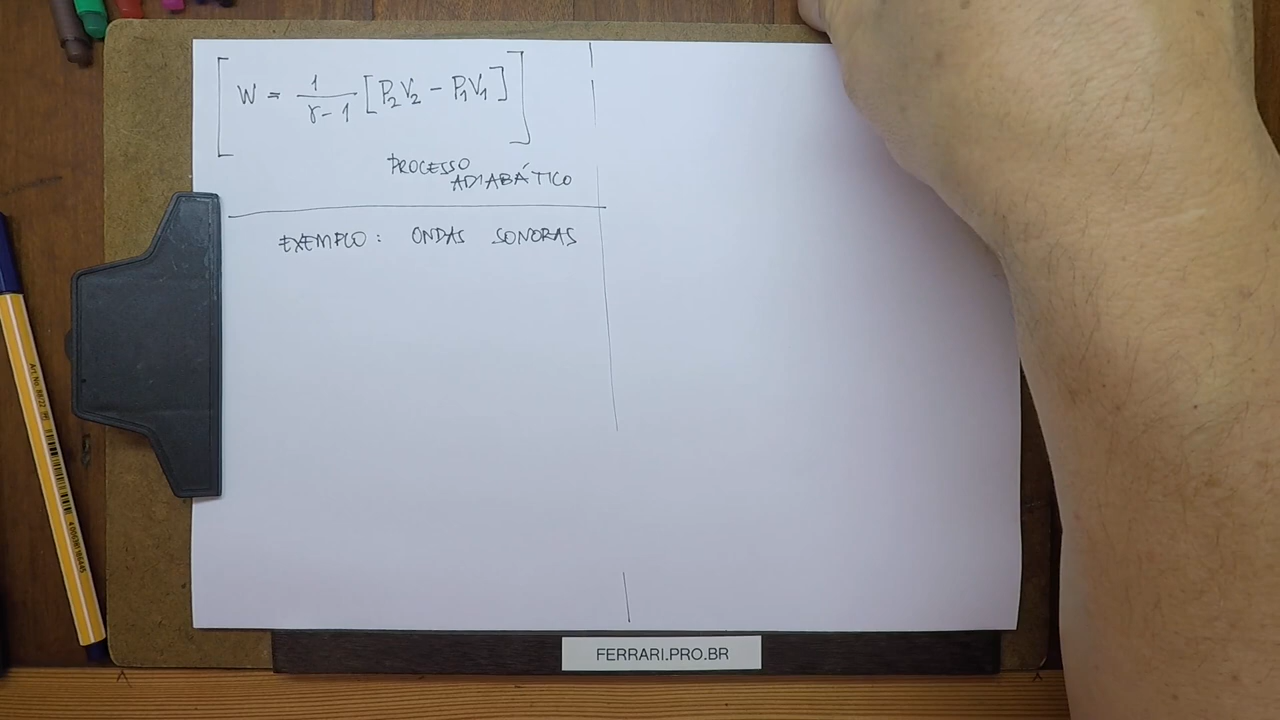 [ W = 1/(γ-1) [P₂V₂ - P₁V₁] ]
PROCESSO
ADIABÁTICO
EXEMPLO: ONDAS SONORAS
FERRARI.PRO.BR